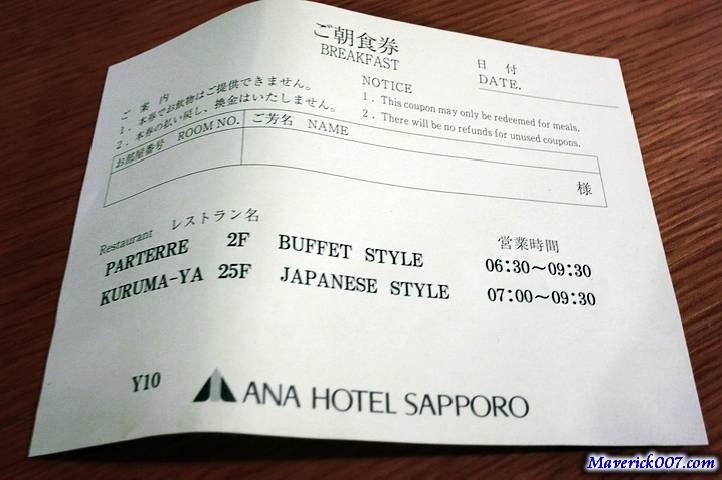 ご朝食券
BREAKFAST
日 付
DATE.
ご 案 内
1．本券でお飲物はご提供できません。
2．本券の払い戻し、換金はいたしません。
NOTICE
1．This coupon may only be redeemed for meals.
2．There will be no refunds for unused coupons.
お部屋番号 ROOM NO. ご芳名 NAME
様
Restaurant レストラン名 営業時間
PARTERRE 2F BUFFET STYLE 06:30～09:30
KURUMA-YA 25F JAPANESE STYLE 07:00～09:30
Y10
ANA HOTEL SAPPORO
Maverick007.com